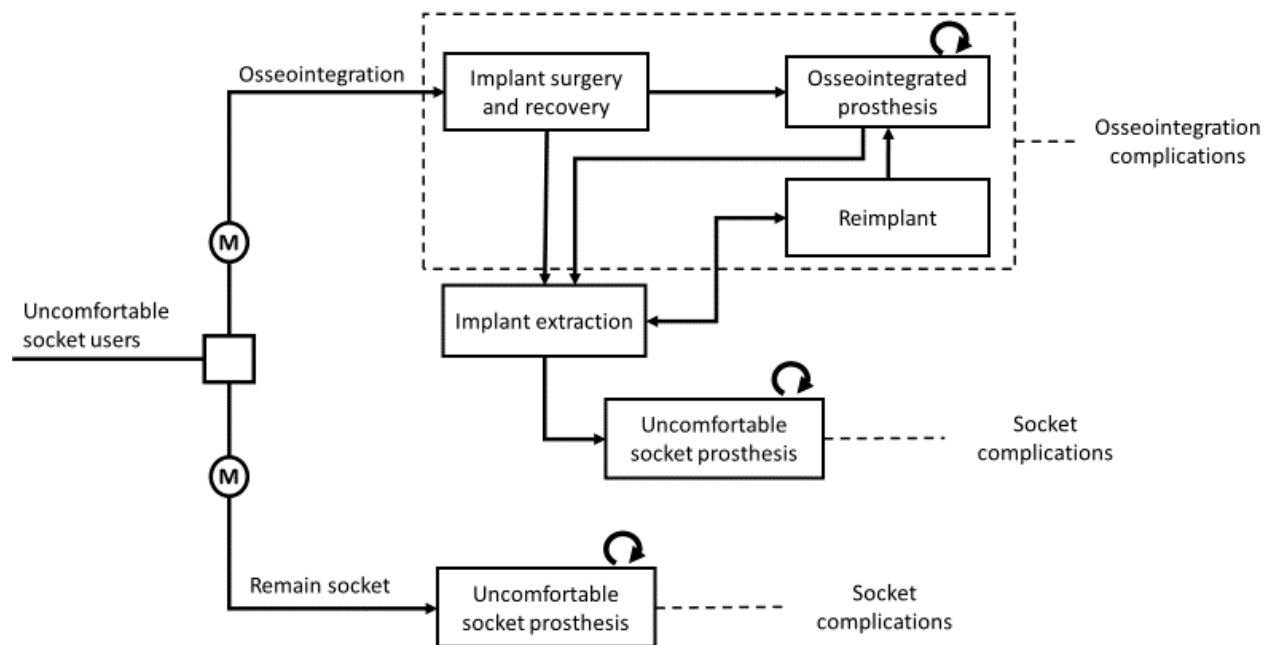 Osseointegration
Implant surgery
and recovery
Osseointegrated
prosthesis
Osseointegration
complications
Reimplant
M
Uncomfortable
socket users
Implant extraction
Uncomfortable
socket prosthesis
Socket
complications
M
Remain socket
Uncomfortable
socket prosthesis
Socket
complications